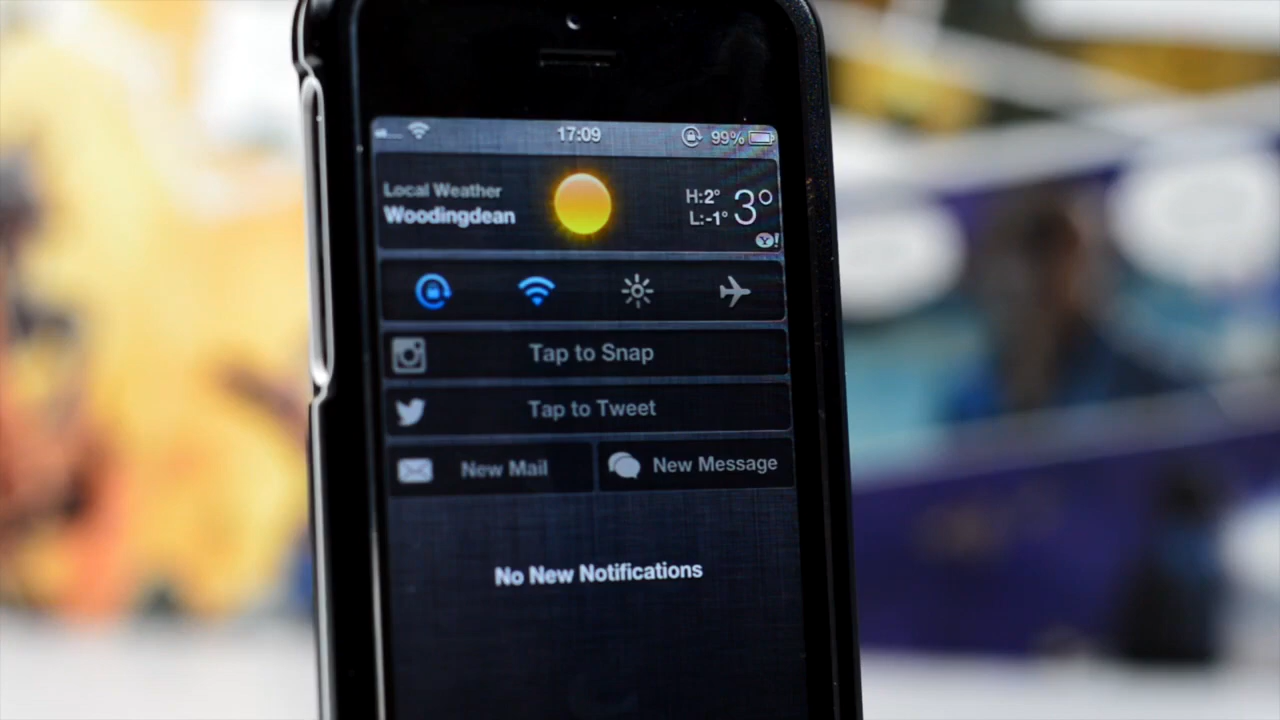 17:09
99%
Local Weather
Woodingdean
H:2°
L:-1°
3°
Y!
Tap to Snap
Tap to Tweet
New Mail
New Message
No New Notifications